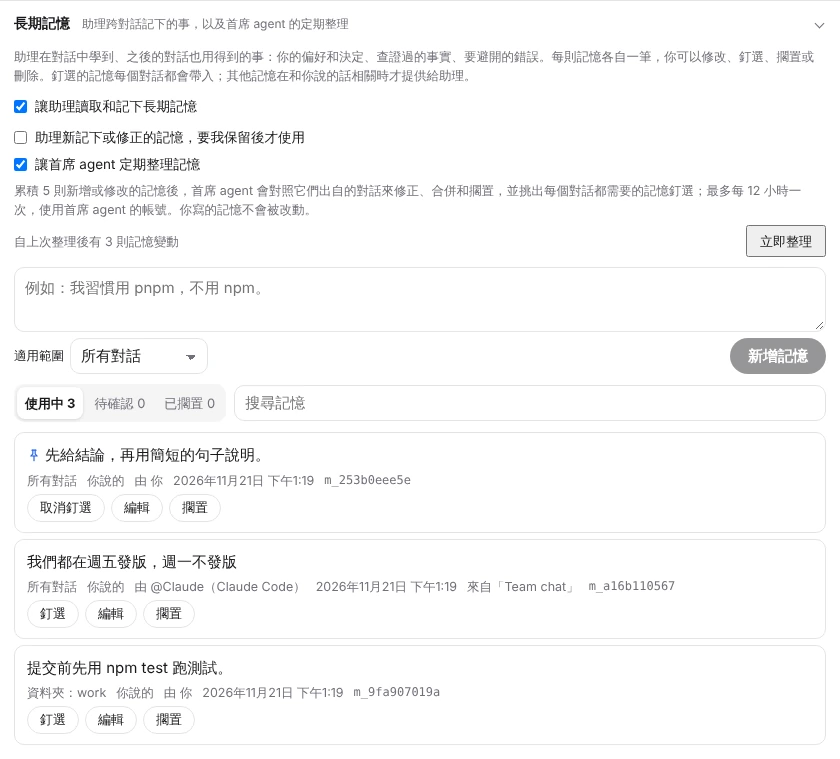 長期記憶 助理跨對話記下的事，以及首席 agent 的定期整理
助理在對話中學到、之後的對話也用得到的事：你的偏好和決定、查證過的事實、要避開的錯誤。每則記憶各自一筆，你可以修改、釘選、擱置或
刪除。釘選的記憶每個對話都會帶入；其他記憶在和你說的話相關時才提供給助理。
讓助理讀取和記下長期記憶
助理新記下或修正的記憶，要我保留後才使用
讓首席 agent 定期整理記憶
累積 5 則新增或修改的記憶後，首席 agent 會對照它們出自的對話來修正、合併和擱置，並挑出每個對話都需要的記憶釘選；最多每 12 小時一
次，使用首席 agent 的帳號。你寫的記憶不會被改動。
自上次整理後有 3 則記憶變動 立即整理
例如：我習慣用 pnpm，不用 npm。
適用範圍 所有對話 新增記憶
使用中 3 待確認 0 已擱置 0 搜尋記憶
先給結論，再用簡短的句子說明。
所有對話 你說的 由 你 2026年11月21日 下午1:19 m_253b0eee5e
取消釘選 編輯 擱置
我們都在週五發版，週一不發版
所有對話 你說的 由 @Claude（Claude Code） 2026年11月21日 下午1:19 來自「Team chat」 m_a16b110567
釘選 編輯 擱置
提交前先用 npm test 跑測試。
資料夾：work 你說的 由 你 2026年11月21日 下午1:19 m_9fa907019a
釘選 編輯 擱置